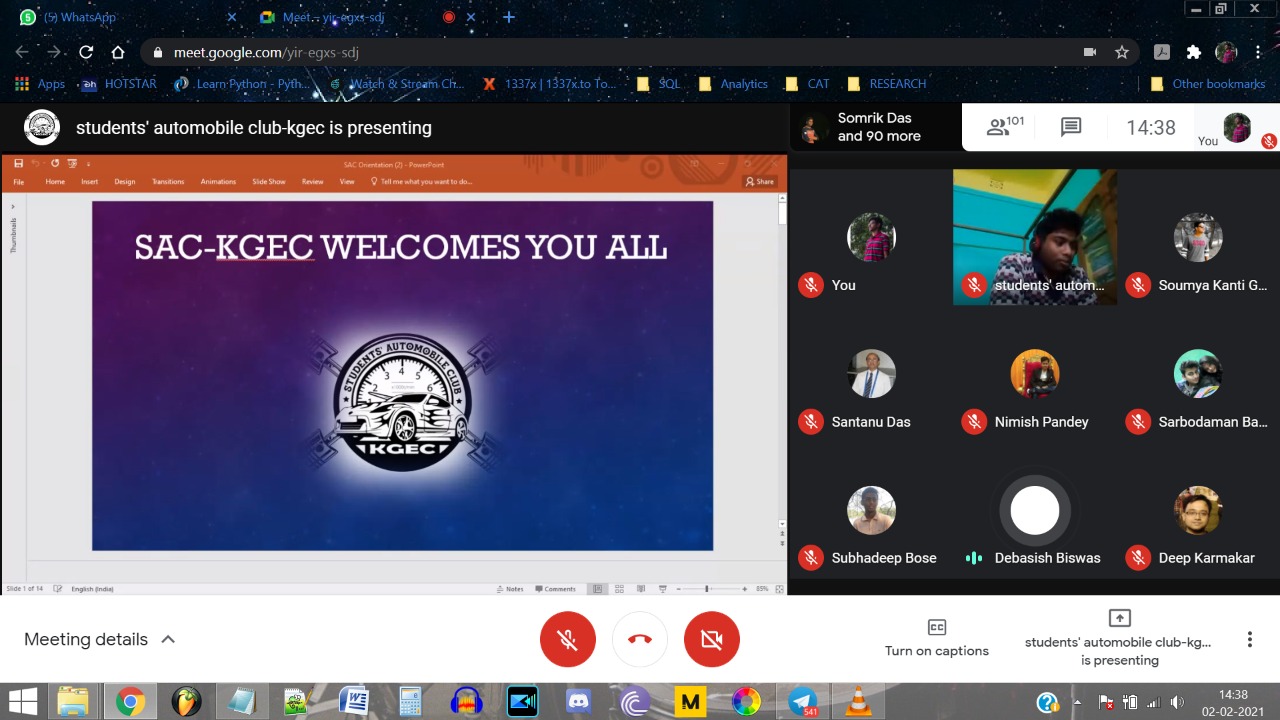 (5) WhatsApp
Meet – yir-egxs-sdj
meet.google.com/yir-egxs-sdj
Apps
HOTSTAR
Learn Python - Pyth...
Watch & Stream Ch...
1337x | 1337x.to To...
SQL
Analytics
CAT
RESEARCH
Other bookmarks
students' automobile club-kgec is presenting
Somrik Das
and 90 more
101
14:38
You
SAC Orientation (2) - PowerPoint
File Home Insert Design Transitions Animations Slide Show Review View Tell me what you want to do... Share
Thumbnails
SAC-KGEC WELCOMES YOU ALL
STUDENTS' AUTOMOBILE CLUB
2 3 4 5 6
KGEC
You
students' autom...
Soumya Kanti G...
Santanu Das
Nimish Pandey
Sarbodaman Ba...
Subhadeep Bose
Debasish Biswas
Deep Karmakar
Slide 1 of 14 English (India) Notes Comments 85%
Meeting details
CC
Turn on captions
students' automobile club-kg...
is presenting
541
14:38
02-02-2021